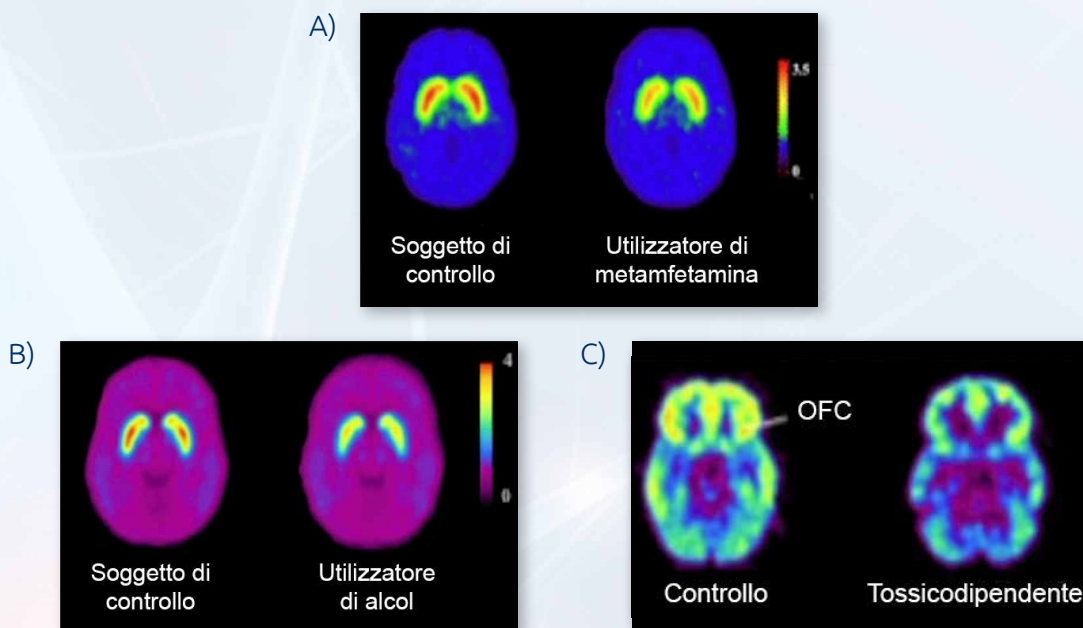 A)
3.5
0
Soggetto di
controllo
Utilizzatore di
metamfetamina
B)
4
0
Soggetto di
controllo
Utilizzatore
di alcol
C)
OFC
Controllo
Tossicodipendente